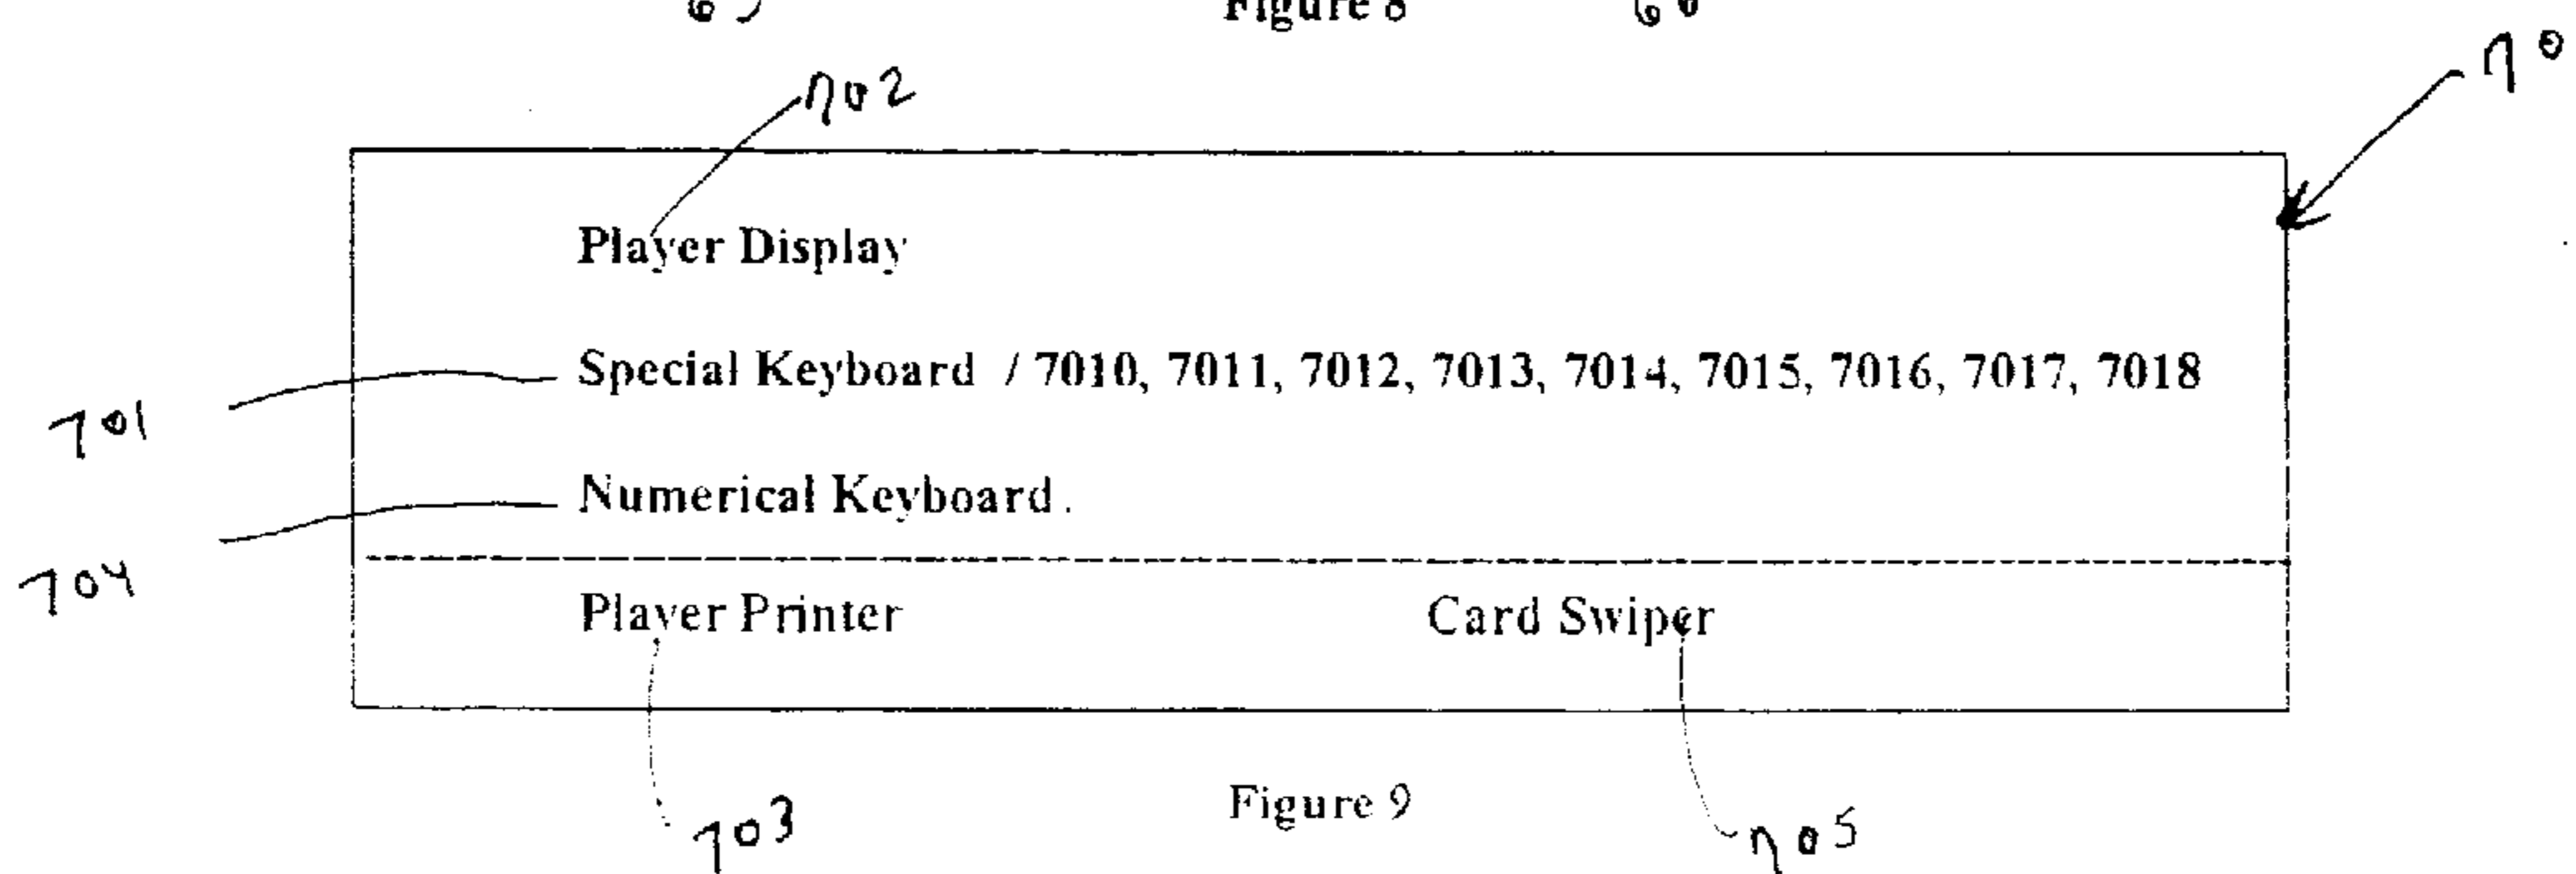 Figure 8
702
70
Player Display
701 Special Keyboard / 7010, 7011, 7012, 7013, 7014, 7015, 7016, 7017, 7018
704 Numerical Keyboard.
Player Printer Card Swiper
703 705
Figure 9